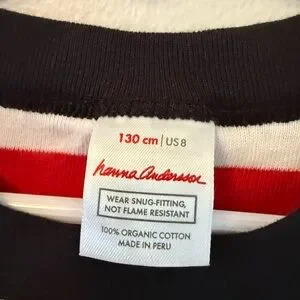 130 cm | US 8
hanna andersson
WEAR SNUG-FITTING,
NOT FLAME RESISTANT
100% ORGANIC COTTON
MADE IN PERU